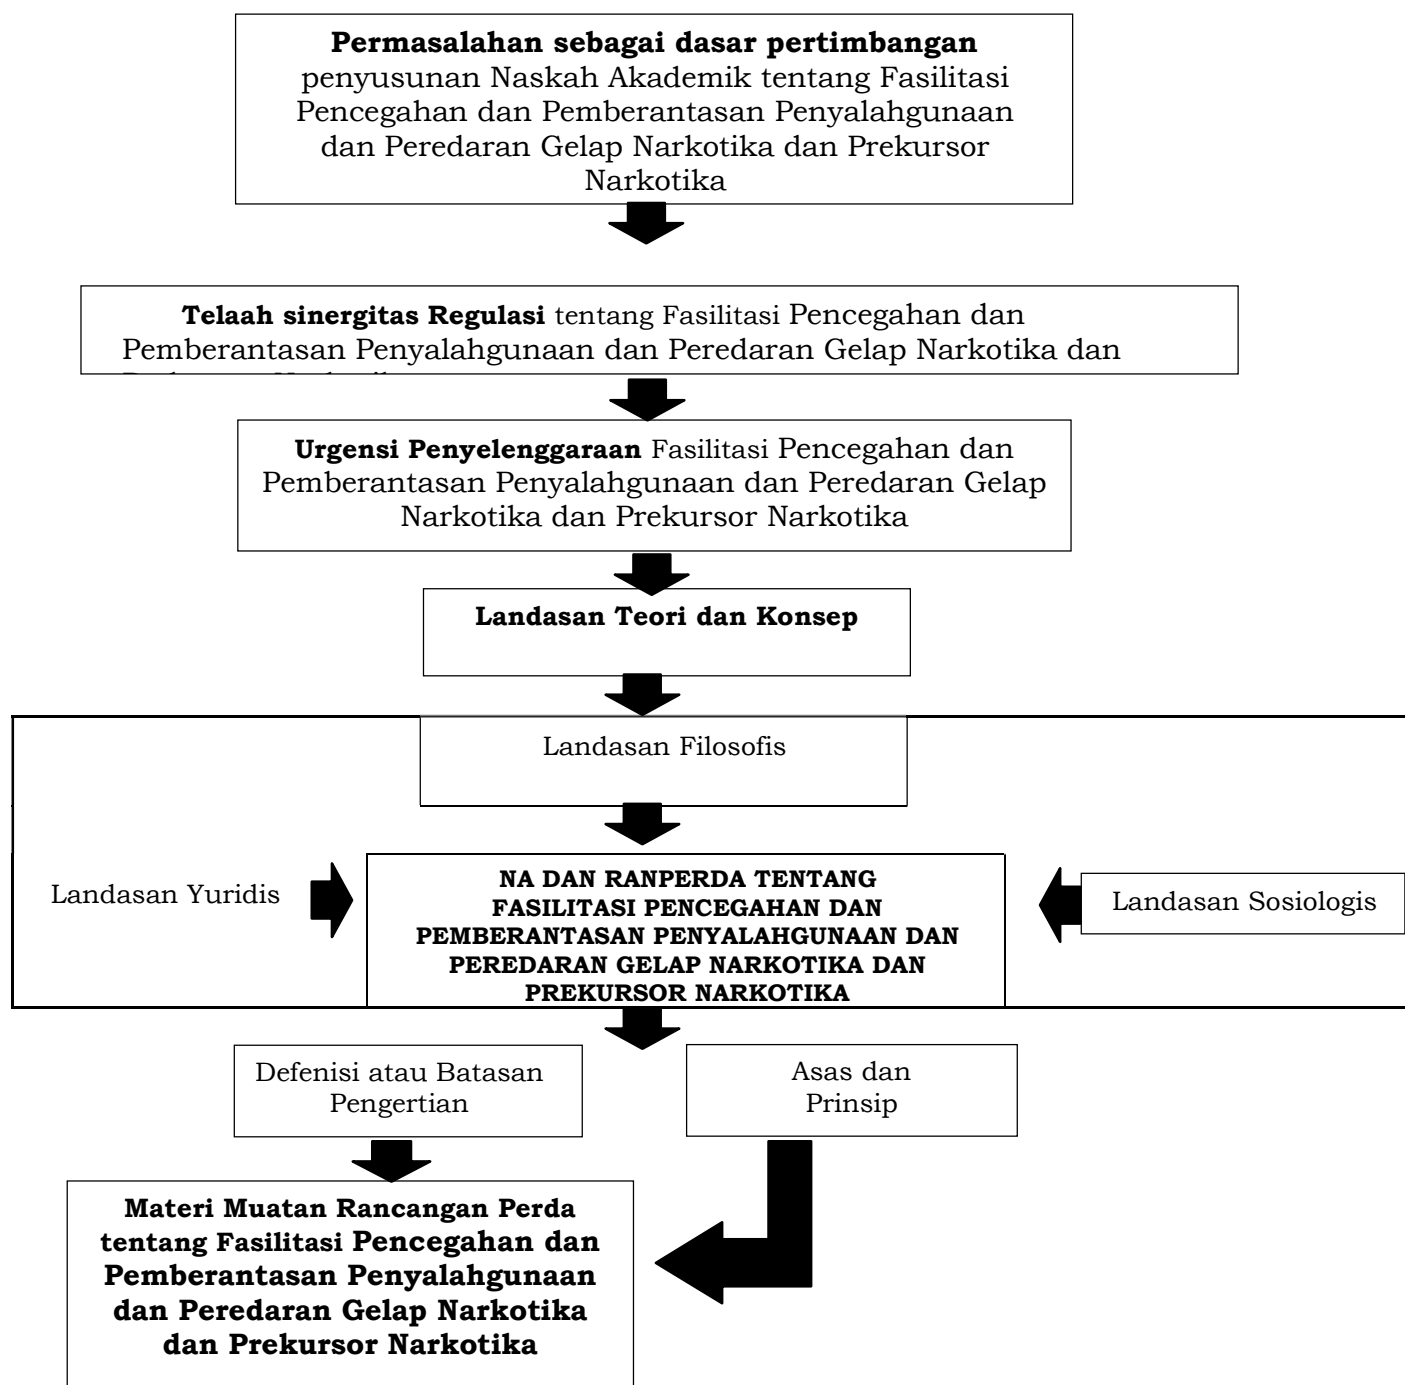 Permasalahan sebagai dasar pertimbangan
penyusunan Naskah Akademik tentang Fasilitasi
Pencegahan dan Pemberantasan Penyalahgunaan
dan Peredaran Gelap Narkotika dan Prekursor
Narkotika
Telaah sinergitas Regulasi tentang Fasilitasi Pencegahan dan
Pemberantasan Penyalahgunaan dan Peredaran Gelap Narkotika dan
Urgensi Penyelenggaraan Fasilitasi Pencegahan dan
Pemberantasan Penyalahgunaan dan Peredaran Gelap
Narkotika dan Prekursor Narkotika
Landasan Teori dan Konsep
Landasan Filosofis
Landasan Yuridis
NA DAN RANPERDA TENTANG
FASILITASI PENCEGAHAN DAN
PEMBERANTASAN PENYALAHGUNAAN DAN
PEREDARAN GELAP NARKOTIKA DAN
PREKURSOR NARKOTIKA
Landasan Sosiologis
Defenisi atau Batasan
Pengertian
Asas dan
Prinsip
Materi Muatan Rancangan Perda
tentang Fasilitasi Pencegahan dan
Pemberantasan Penyalahgunaan
dan Peredaran Gelap Narkotika
dan Prekursor Narkotika